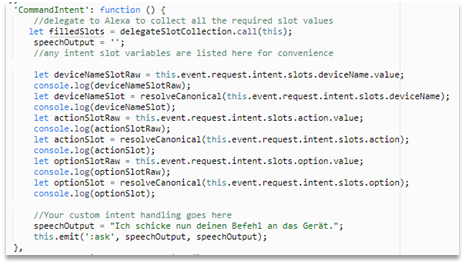 'CommandIntent': function () {
//delegate to Alexa to collect all the required slot values
let filledSlots = delegateSlotCollection.call(this);
speechOutput = '';
//any intent slot variables are listed here for convenience
let deviceNameSlotRaw = this.event.request.intent.slots.deviceName.value;
console.log(deviceNameSlotRaw);
let deviceNameSlot = resolveCanonical(this.event.request.intent.slots.deviceName);
console.log(deviceNameSlot);
let actionSlotRaw = this.event.request.intent.slots.action.value;
console.log(actionSlotRaw);
let actionSlot = resolveCanonical(this.event.request.intent.slots.action);
console.log(actionSlot);
let optionSlotRaw = this.event.request.intent.slots.option.value;
console.log(optionSlotRaw);
let optionSlot = resolveCanonical(this.event.request.intent.slots.option);
console.log(optionSlot);
//Your custom intent handling goes here
speechOutput = "Ich schicke nun deinen Befehl an das Gerät.";
this.emit(':ask', speechOutput, speechOutput);
},